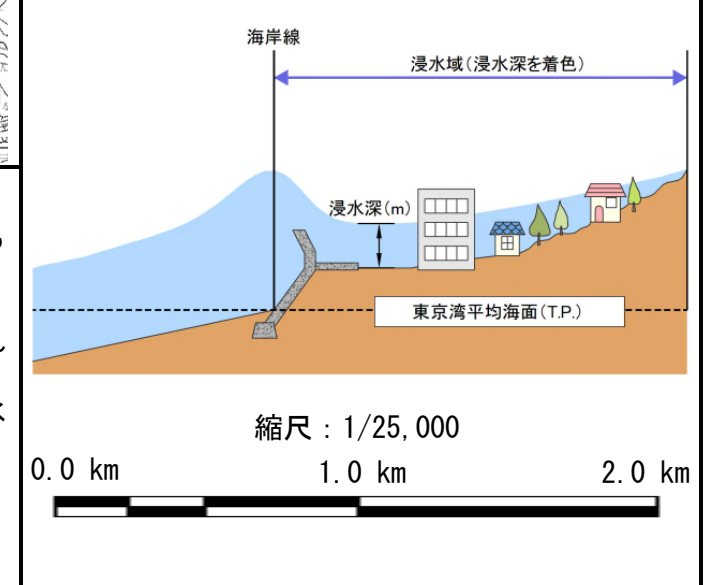 海岸線
浸水域(浸水深を着色)
浸水深(m)
東京湾平均海面(T.P.)
縮尺：1/25,000
0.0 km 1.0 km 2.0 km